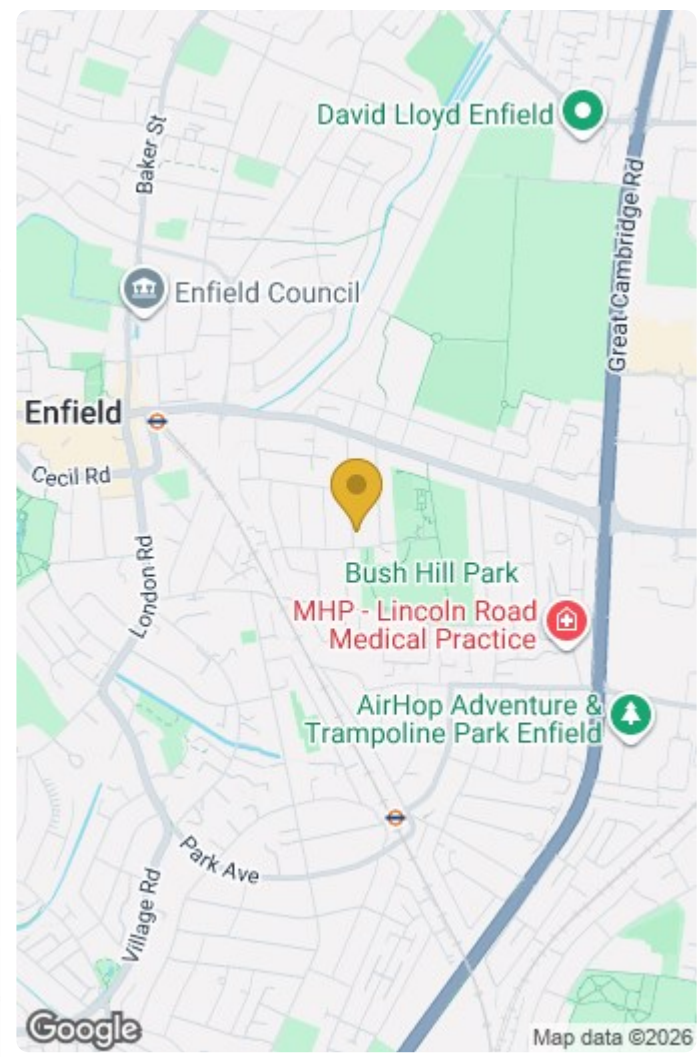 David Lloyd Enfield
Baker St
Great Cambridge Rd
Enfield Council
Enfield
Cecil Rd
London Rd
Bush Hill Park
MHP - Lincoln Road
Medical Practice
AirHop Adventure &
Trampoline Park Enfield
Park Ave
Village Rd
Google
Map data ©2026